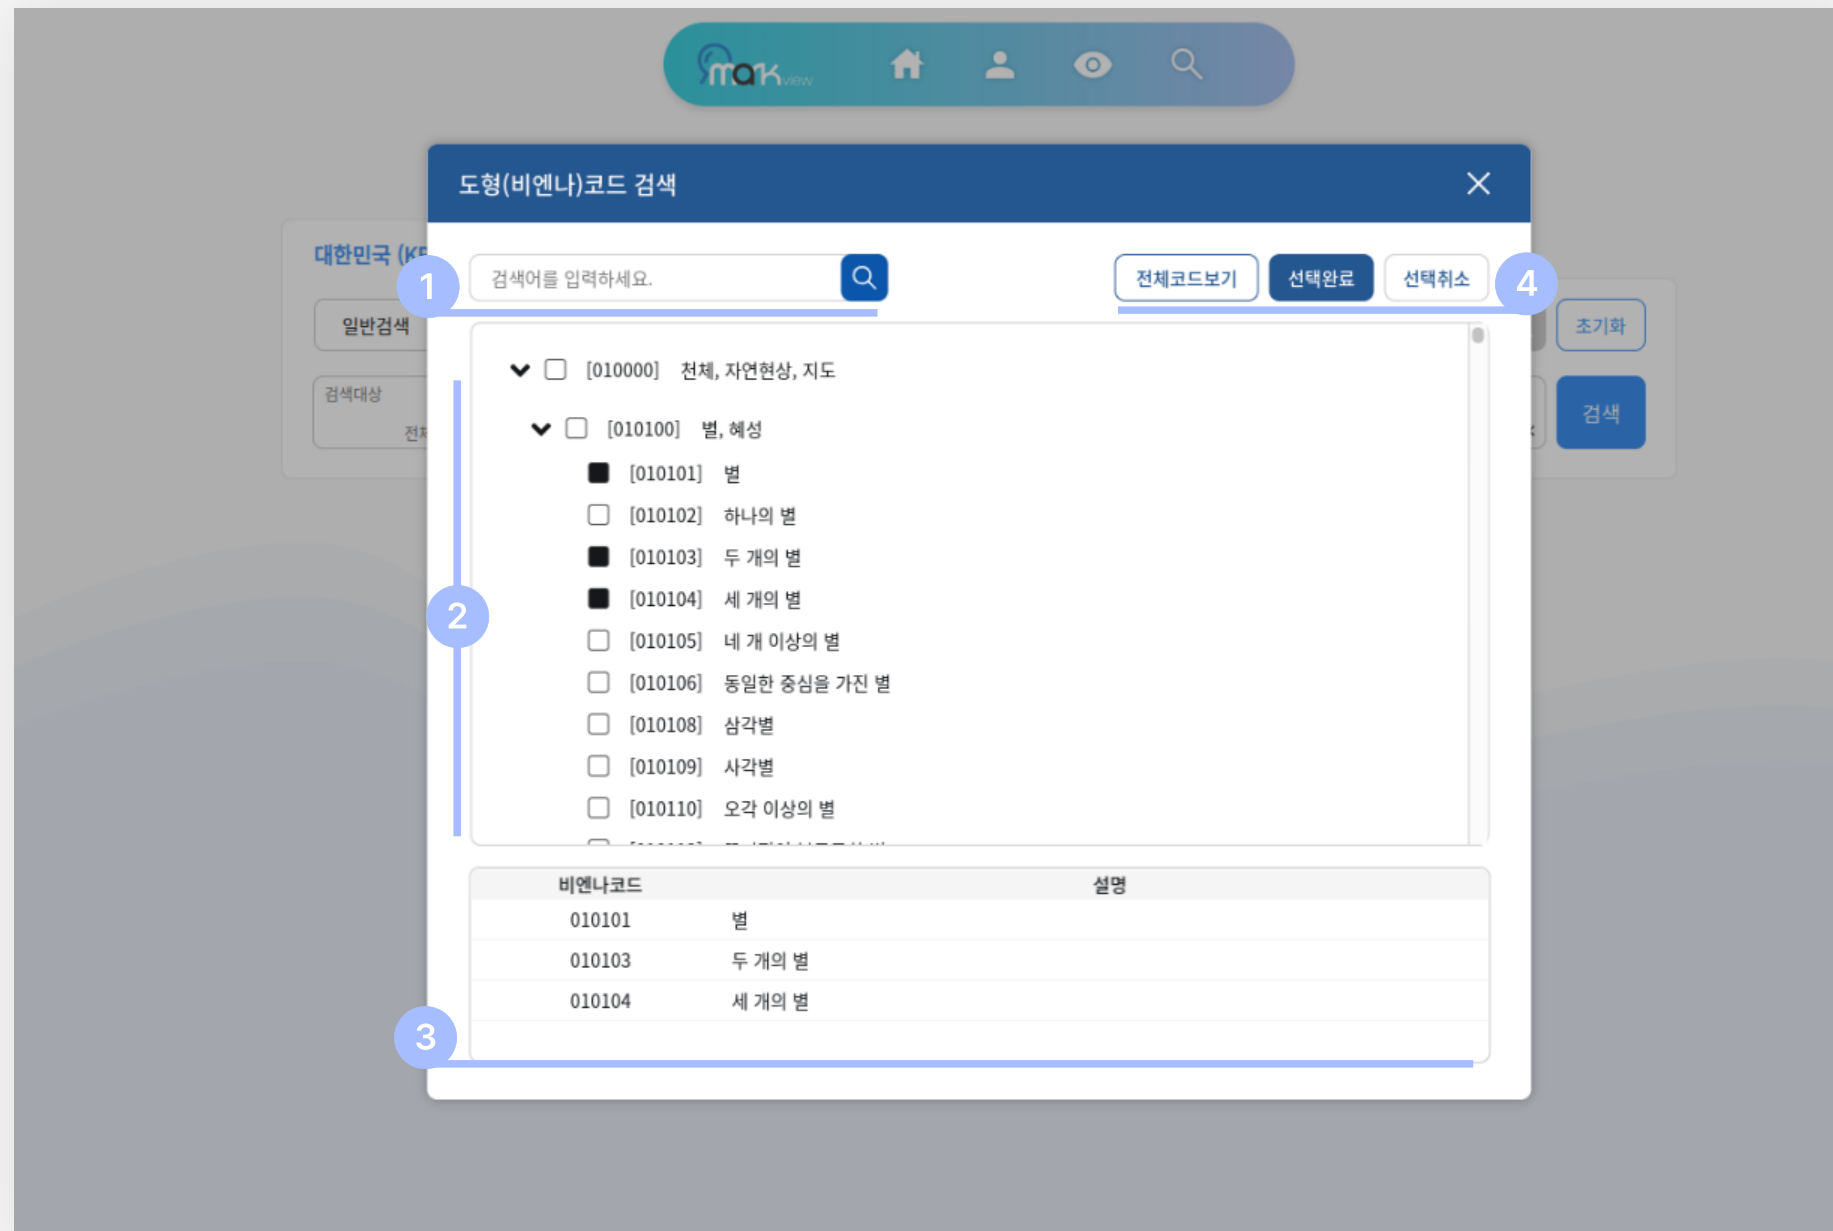 mark view
도형(비엔나)코드 검색
대한민국 (KR
1
검색어를 입력하세요.
전체코드보기
선택완료
선택취소
4
일반검색
초기화
검색대상
전체
검색
2
[010000] 천체, 자연현상, 지도
[010100] 별, 혜성
[010101] 별
[010102] 하나의 별
[010103] 두 개의 별
[010104] 세 개의 별
[010105] 네 개 이상의 별
[010106] 동일한 중심을 가진 별
[010108] 삼각별
[010109] 사각별
[010110] 오각 이상의 별
비엔나코드 설명
010101 별
010103 두 개의 별
010104 세 개의 별
3